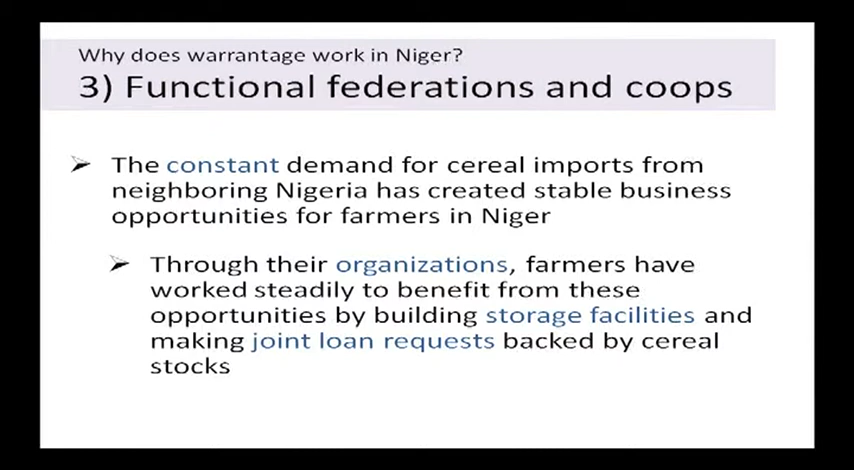 Why does warrantage work in Niger?
3) Functional federations and coops
The constant demand for cereal imports from
neighboring Nigeria has created stable business
opportunities for farmers in Niger
Through their organizations, farmers have
worked steadily to benefit from these
opportunities by building storage facilities and
making joint loan requests backed by cereal
stocks